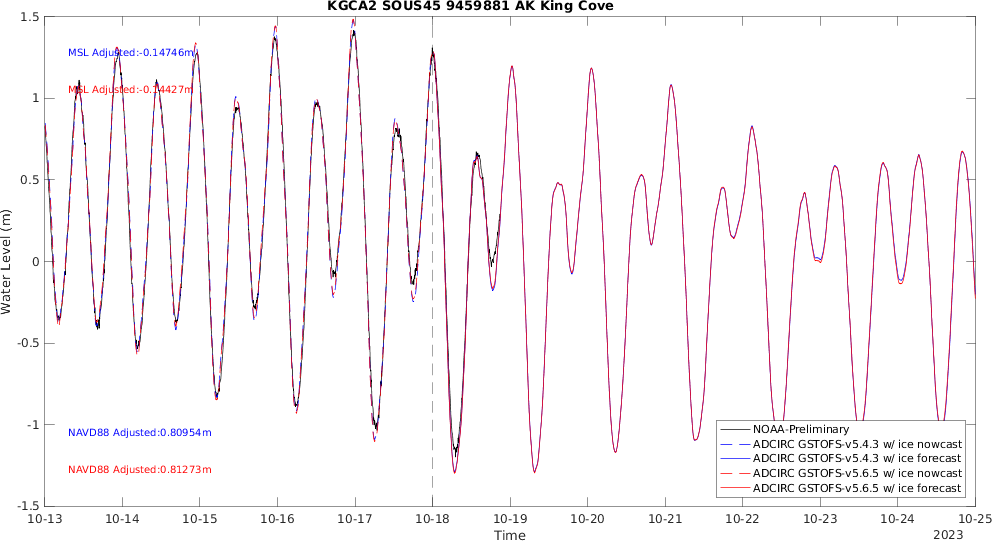 KGCA2 SOUS45 9459881 AK King Cove
1.5
1
0.5
0
-0.5
-1
-1.5
Water Level (m)
MSL Adjusted:-0.14746m
MSL Adjusted:-0.14427m
NAVD88 Adjusted:0.80954m
NAVD88 Adjusted:0.81273m
NOAA-Preliminary
ADCIRC GSTOFS-v5.4.3 w/ ice nowcast
ADCIRC GSTOFS-v5.4.3 w/ ice forecast
ADCIRC GSTOFS-v5.6.5 w/ ice nowcast
ADCIRC GSTOFS-v5.6.5 w/ ice forecast
10-13 10-14 10-15 10-16 10-17 10-18 10-19 10-20 10-21 10-22 10-23 10-24 10-25
Time
2023